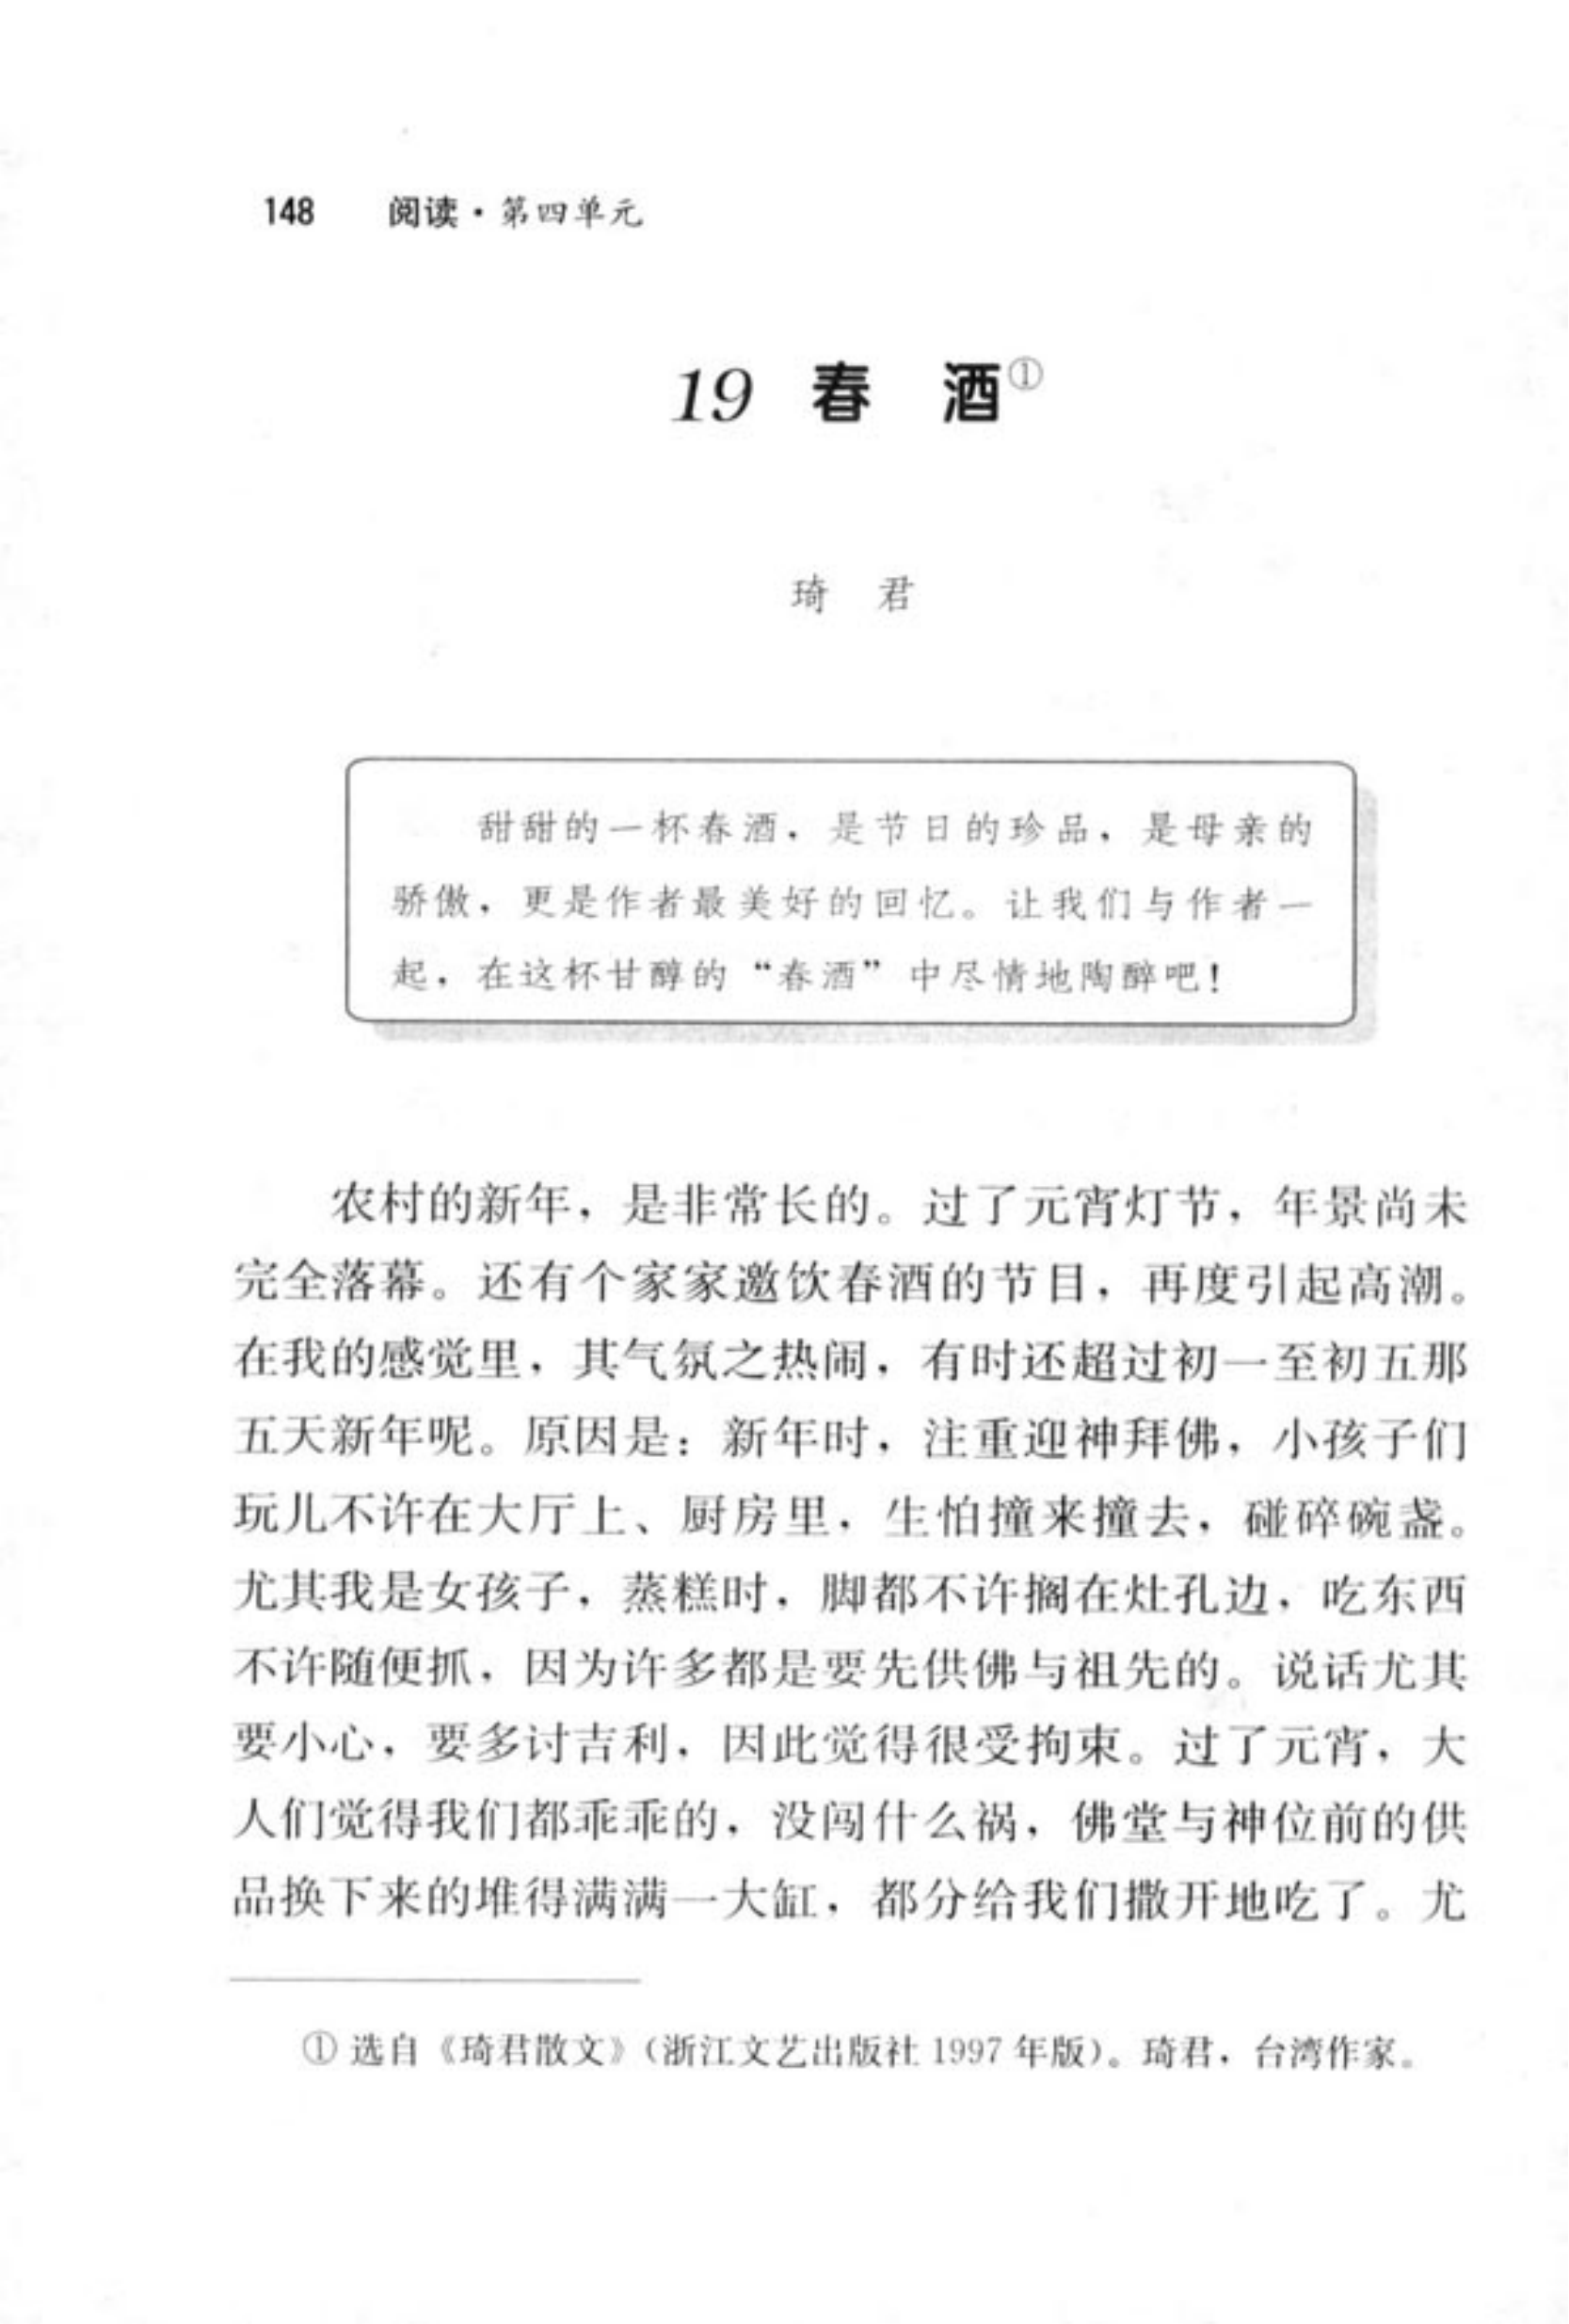 148 阅读·第四单元
19 春 酒①
琦 君
甜甜的一杯春酒，是节日的珍品，是母亲的
骄傲，更是作者最美好的回忆。让我们与作者一
起，在这杯甘醇的“春酒”中尽情地陶醉吧！
农村的新年，是非常长的。过了元宵灯节，年景尚未
完全落幕。还有个家家邀饮春酒的节目，再度引起高潮。
在我的感觉里，其气氛之热闹，有时还超过初一至初五那
五天新年呢。原因是：新年时，注重迎神拜佛，小孩子们
玩儿不许在大厅上、厨房里，生怕撞来撞去，碰碎碗盏。
尤其我是女孩子，蒸糕时，脚都不许搁在灶孔边，吃东西
不许随便抓，因为许多都是要先供佛与祖先的。说话尤其
要小心，要多讨吉利，因此觉得很受拘束。过了元宵，大
人们觉得我们都乖乖的，没闯什么祸，佛堂与神位前的供
品换下来的堆得满满一大缸，都分给我们撒开地吃了。尤
① 选自《琦君散文》（浙江文艺出版社 1997 年版）。琦君，台湾作家。